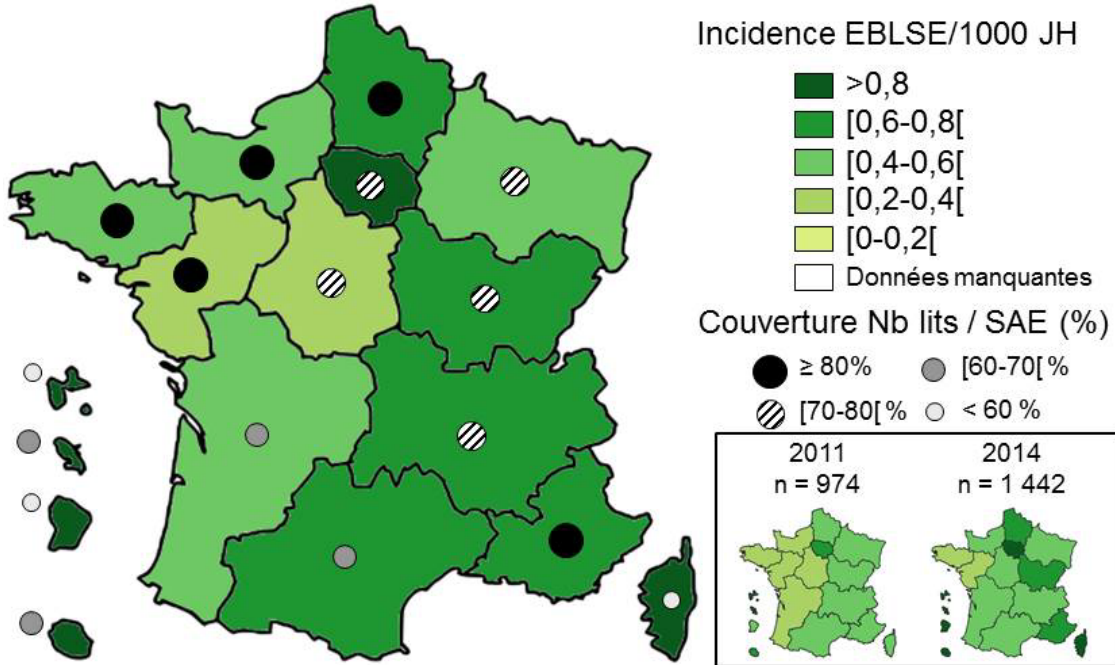 Incidence EBLSE/1000 JH
>0,8
[0,6-0,8[
[0,4-0,6[
[0,2-0,4[
[0-0,2[
Données manquantes
Couverture Nb lits / SAE (%)
≥ 80%
[60-70[ %
[70-80[ %
< 60 %
2011
n = 974
2014
n = 1 442